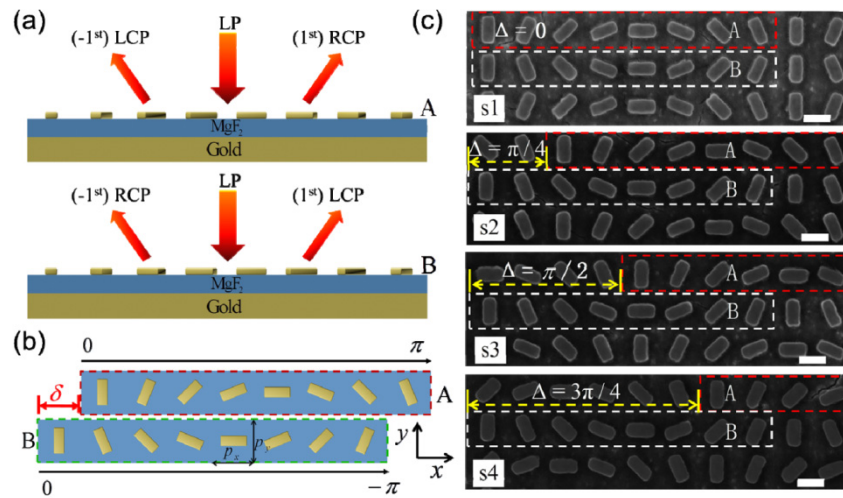 (a)
(-1st) LCP
LP
(1st) RCP
A
MgF2
Gold
(-1st) RCP
LP
(1st) LCP
B
MgF2
Gold
(b)
0
π
δ
A
B
px
py
y
x
0
-π
(c)
Δ = 0
A
B
s1
Δ = π/4
A
B
s2
Δ = π/2
A
B
s3
Δ = 3π/4
A
B
s4